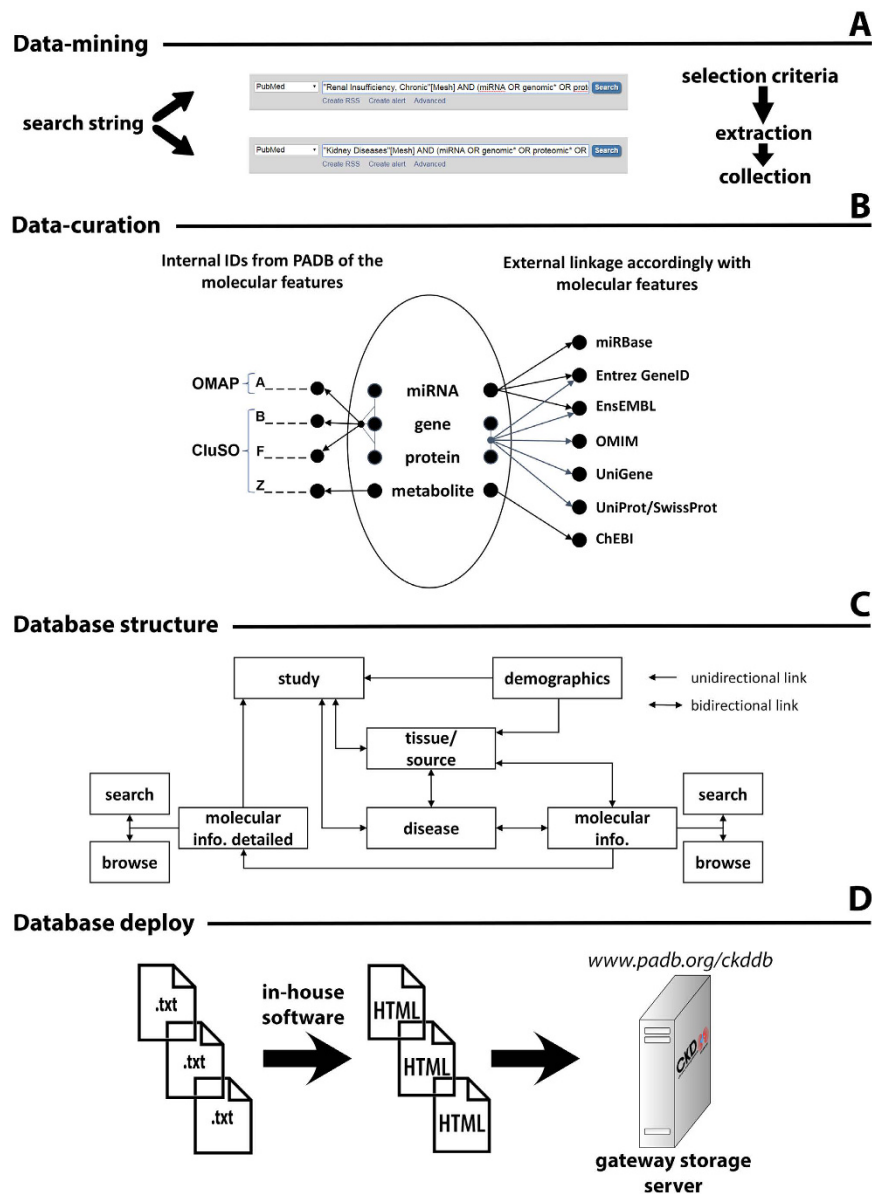 A
Data-mining
search string
PubMed
"Renal Insufficiency, Chronic"[Mesh] AND (miRNA OR genomic* OR prot
Search
Create RSS Create alert Advanced
PubMed
"Kidney Diseases"[Mesh] AND (miRNA OR genomic* OR proteomic* OR
Search
Create RSS Create alert Advanced
selection criteria
extraction
collection
B
Data-curation
Internal IDs from PADB of the
molecular features
External linkage accordingly with
molecular features
OMAP
A_ _ _ _ _
CluSO
B_ _ _ _ _
F_ _ _ _ _
Z_ _ _ _ _
miRNA
gene
protein
metabolite
miRBase
Entrez GeneID
EnsEMBL
OMIM
UniGene
UniProt/SwissProt
ChEBI
C
Database structure
study
demographics
unidirectional link
bidirectional link
tissue/
source
search
browse
molecular
info. detailed
disease
molecular
info.
search
browse
D
Database deploy
.txt
.txt
.txt
in-house
software
HTML
HTML
HTML
www.padb.org/ckddb
CKD
gateway storage
server